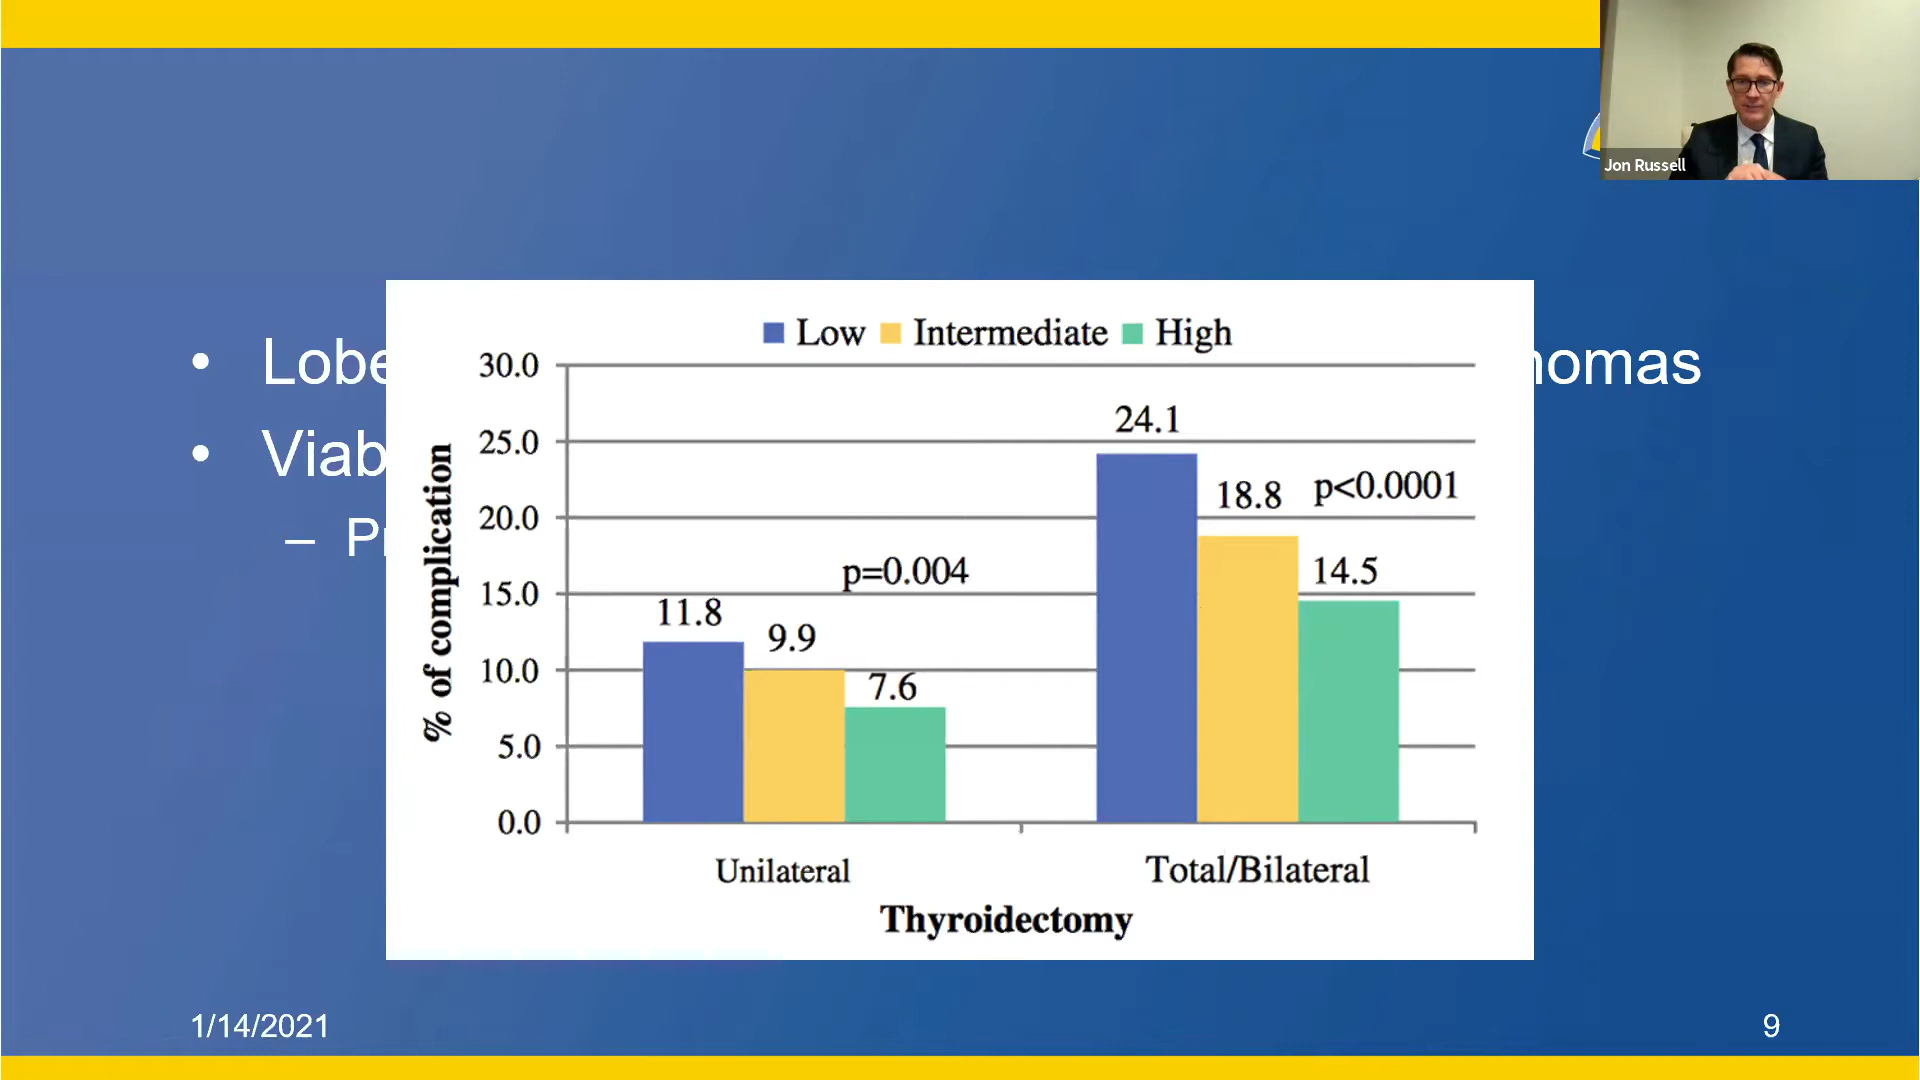 Jon Russell
Low Intermediate High
• Lobe
• Viab
– P
nomas
% of complication
30.0
25.0
20.0
15.0
10.0
5.0
0.0
11.8
9.9
7.6
p=0.004
24.1
18.8
14.5
p<0.0001
Unilateral
Total/Bilateral
Thyroidectomy
1/14/2021
9